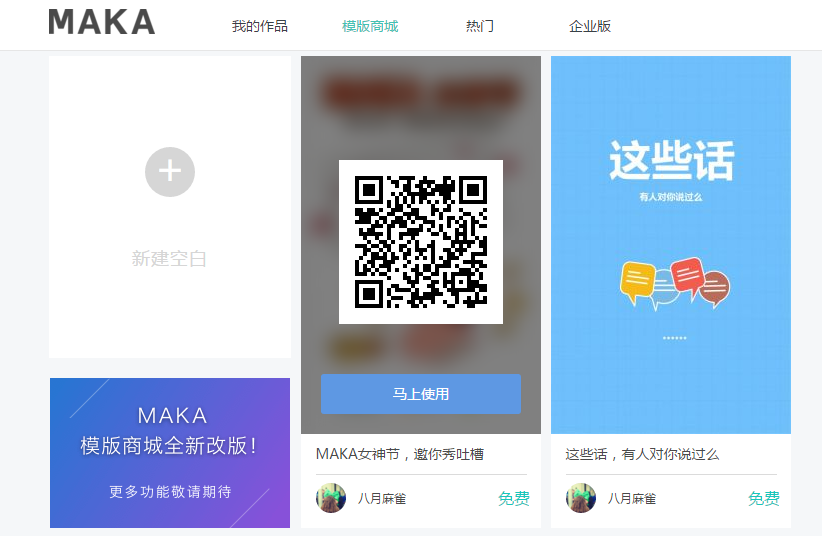 MAKA
我的作品 模版商城 热门 企业版
新建空白
MAKA
模版商城全新改版!
更多功能敬请期待
马上使用
MAKA女神节，邀你秀吐槽
八月麻雀 免费
这些话
有人对你说过么
······
这些话，有人对你说过么
八月麻雀 免费